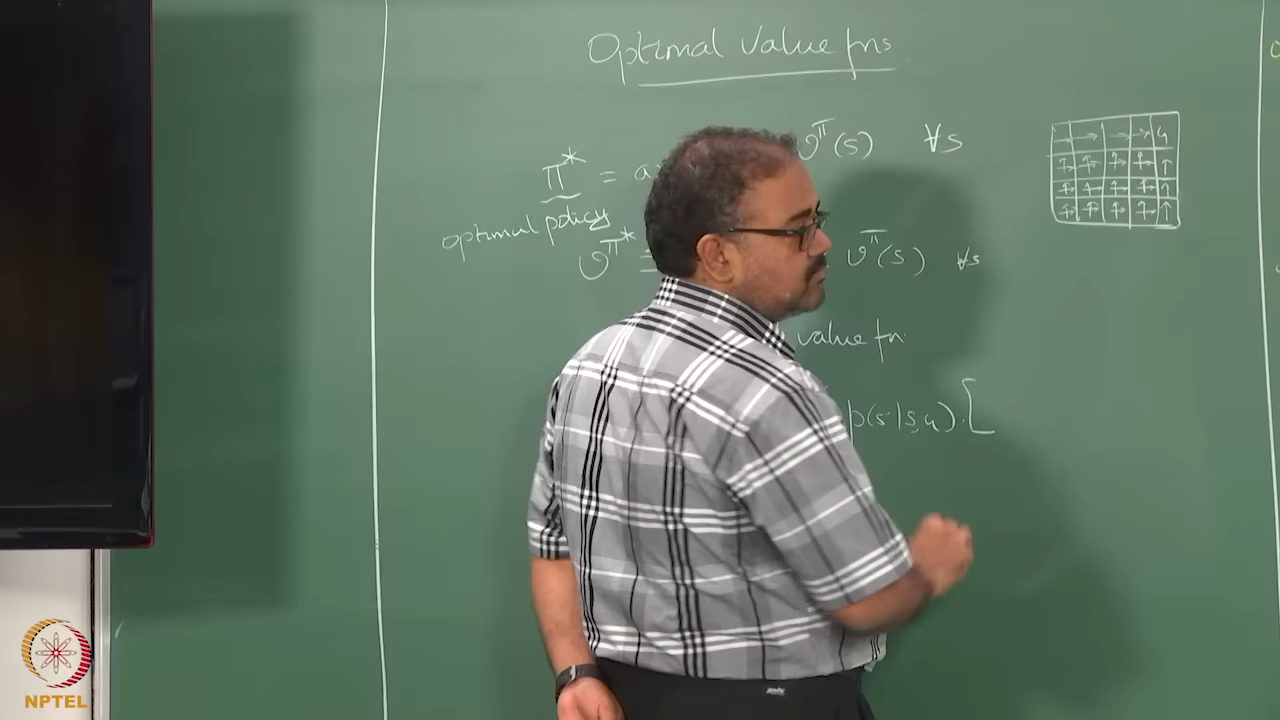 Optimal Value fns
π* = a v^π(s) ∀s
optimal policy
v^π* = v^π(s) ∀s
value fn.
p(s'|s,a) · [
G
NPTEL